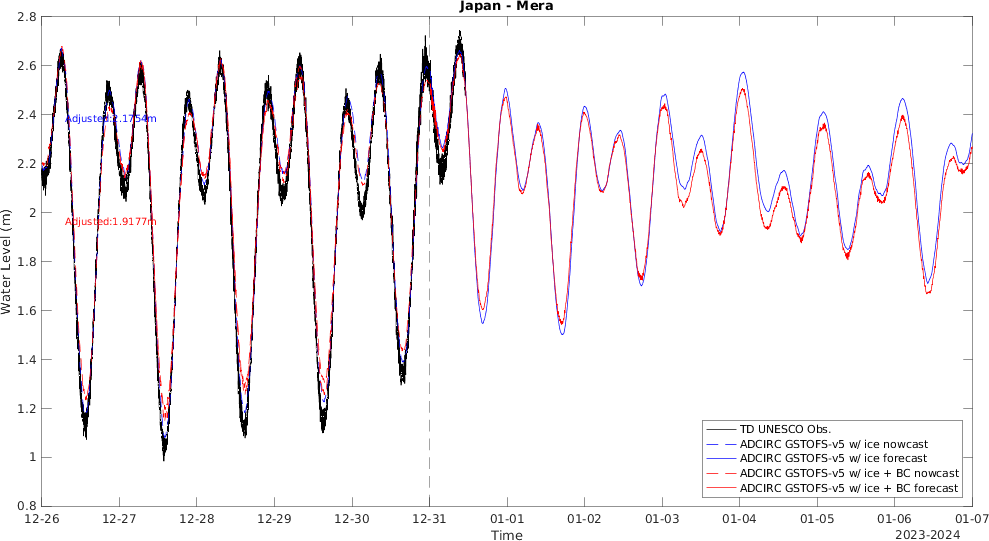 Japan - Mera
2.8
2.6
2.4
2.2
2
1.8
1.6
1.4
1.2
1
0.8
Water Level (m)
Adjusted:2.1754m
Adjusted:1.9177m
TD UNESCO Obs.
ADCIRC GSTOFS-v5 w/ ice nowcast
ADCIRC GSTOFS-v5 w/ ice forecast
ADCIRC GSTOFS-v5 w/ ice + BC nowcast
ADCIRC GSTOFS-v5 w/ ice + BC forecast
12-26 12-27 12-28 12-29 12-30 12-31 01-01 01-02 01-03 01-04 01-05 01-06 01-07
Time
2023-2024